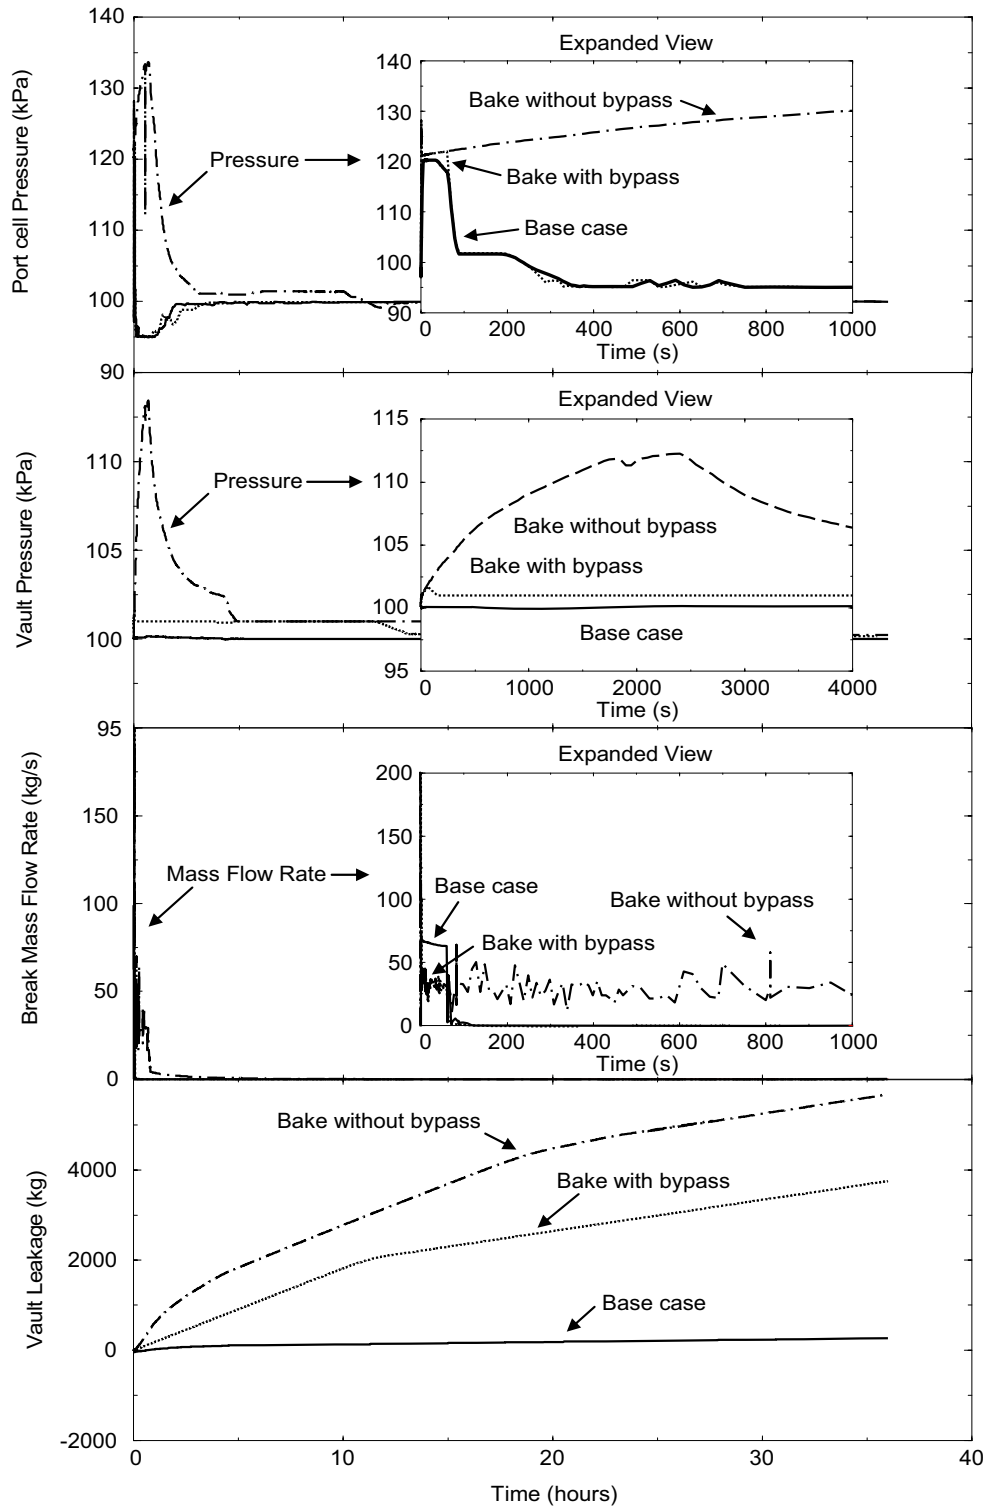 Port cell Pressure (kPa)
140
130
120
110
100
90
Pressure
Expanded View
140
130
120
110
100
90
Bake without bypass
Bake with bypass
Base case
0 200 400 600 800 1000
Time (s)
Vault Pressure (kPa)
110
105
100
95
Pressure
Expanded View
115
110
105
100
95
Bake without bypass
Bake with bypass
Base case
0 1000 2000 3000 4000
Time (s)
Break Mass Flow Rate (kg/s)
150
100
50
0
Mass Flow Rate
Expanded View
200
150
100
50
0
Base case
Bake without bypass
Bake with bypass
0 200 400 600 800 1000
Time (s)
Vault Leakage (kg)
4000
2000
0
-2000
Bake without bypass
Bake with bypass
Base case
0 10 20 30 40
Time (hours)